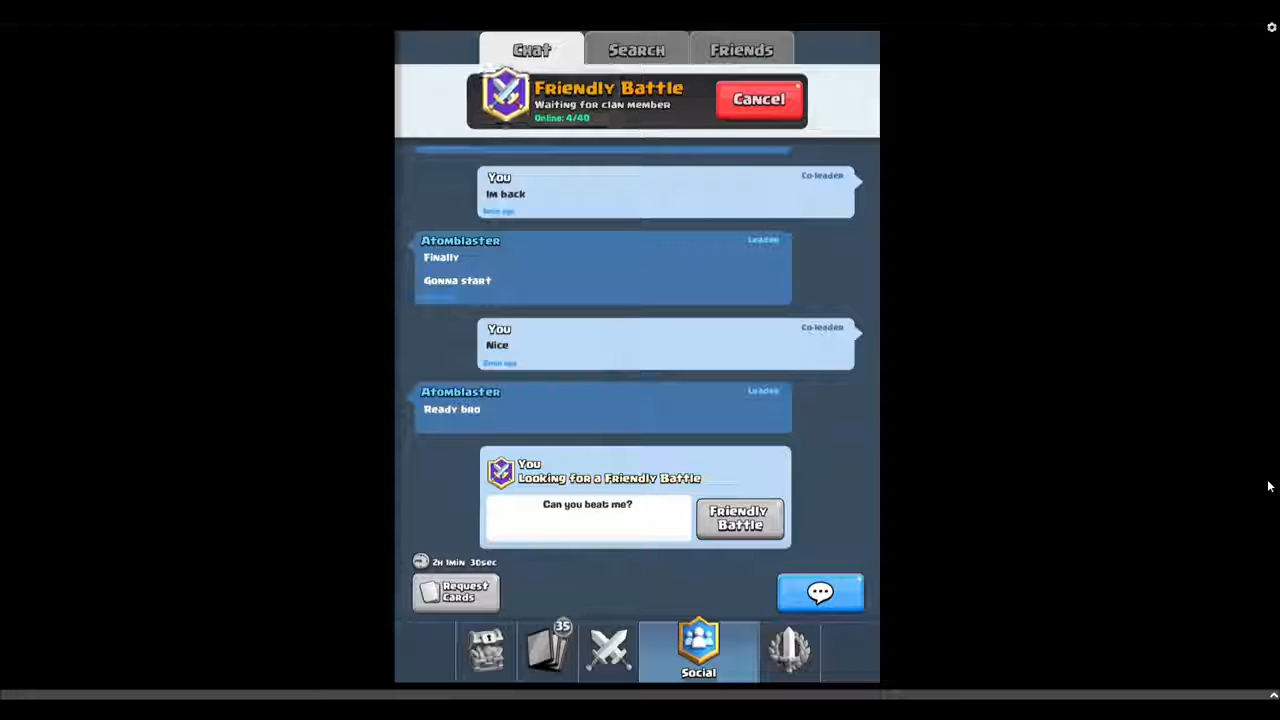 Chat
Search
Friends
Friendly Battle
Waiting for clan member
Online: 4/40
Cancel
You
Co-leader
Im back
Atomblaster
Leader
Finally
Gonna start
You
Co-leader
Nice
Atomblaster
Leader
Ready bro
You
Looking for a Friendly Battle
Can you beat me?
Friendly
Battle
2h 1min 30sec
Request
Cards
35
Social